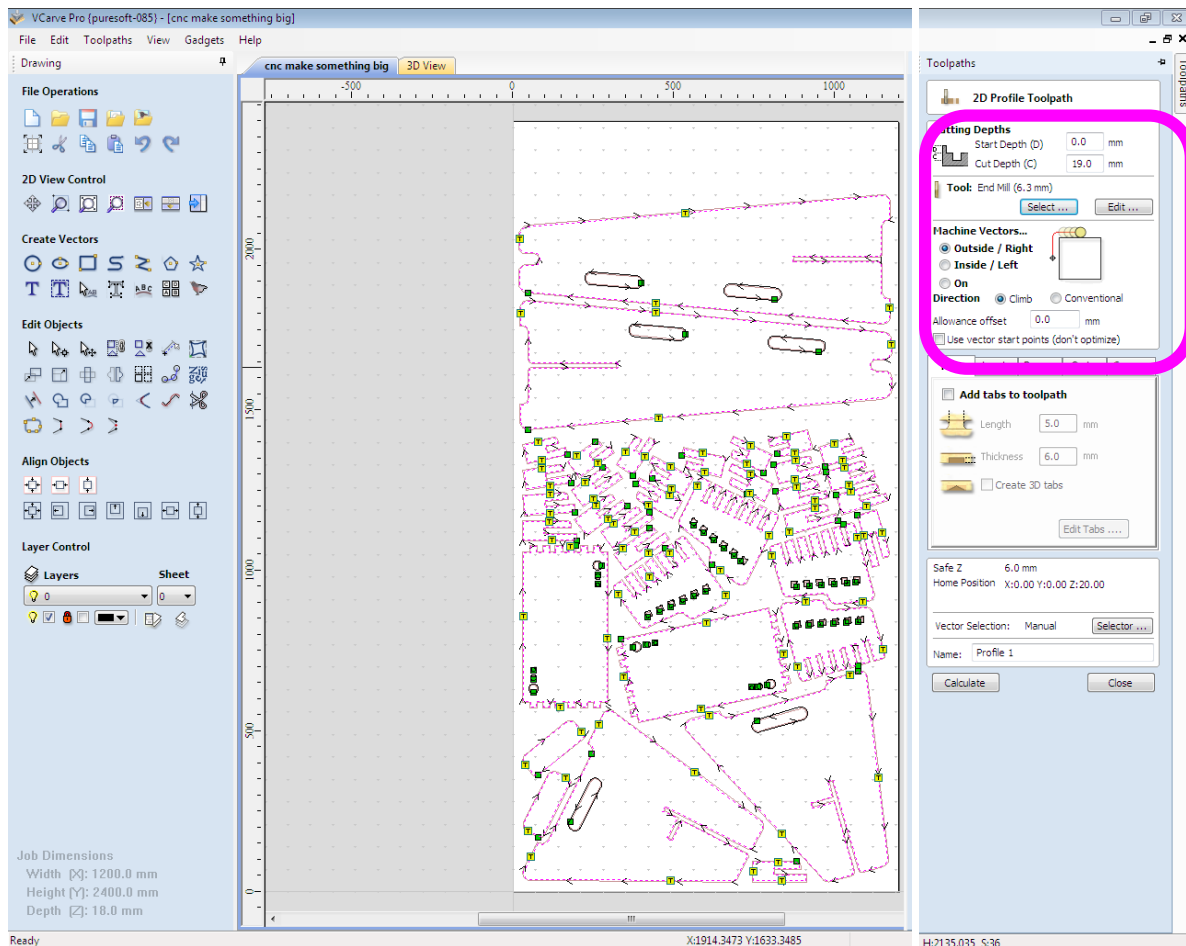 VCarve Pro {puresoft-085} - [cnc make something big]
File Edit Toolpaths View Gadgets Help
Drawing
File Operations
2D View Control
Create Vectors
Edit Objects
Align Objects
Layer Control
Layers Sheet
0 0
Job Dimensions
Width (X): 1200.0 mm
Height (Y): 2400.0 mm
Depth (Z): 18.0 mm
Ready
cnc make something big 3D View
-500 0 500 1000
2000
1500
1000
500
0
X:1914.3473 Y:1633.3485
Toolpaths
Toolpaths
2D Profile Toolpath
Cutting Depths
Start Depth (D) 0.0 mm
Cut Depth (C) 19.0 mm
Tool: End Mill (6.3 mm)
Select ... Edit ...
Machine Vectors...
Outside / Right
Inside / Left
On
Direction Climb Conventional
Allowance offset 0.0 mm
Use vector start points (don't optimize)
Add tabs to toolpath
Length 5.0 mm
Thickness 6.0 mm
Create 3D tabs
Edit Tabs ....
Safe Z 6.0 mm
Home Position X:0.00 Y:0.00 Z:20.00
Vector Selection: Manual Selector ...
Name: Profile 1
Calculate Close
H:2135.035 S:36